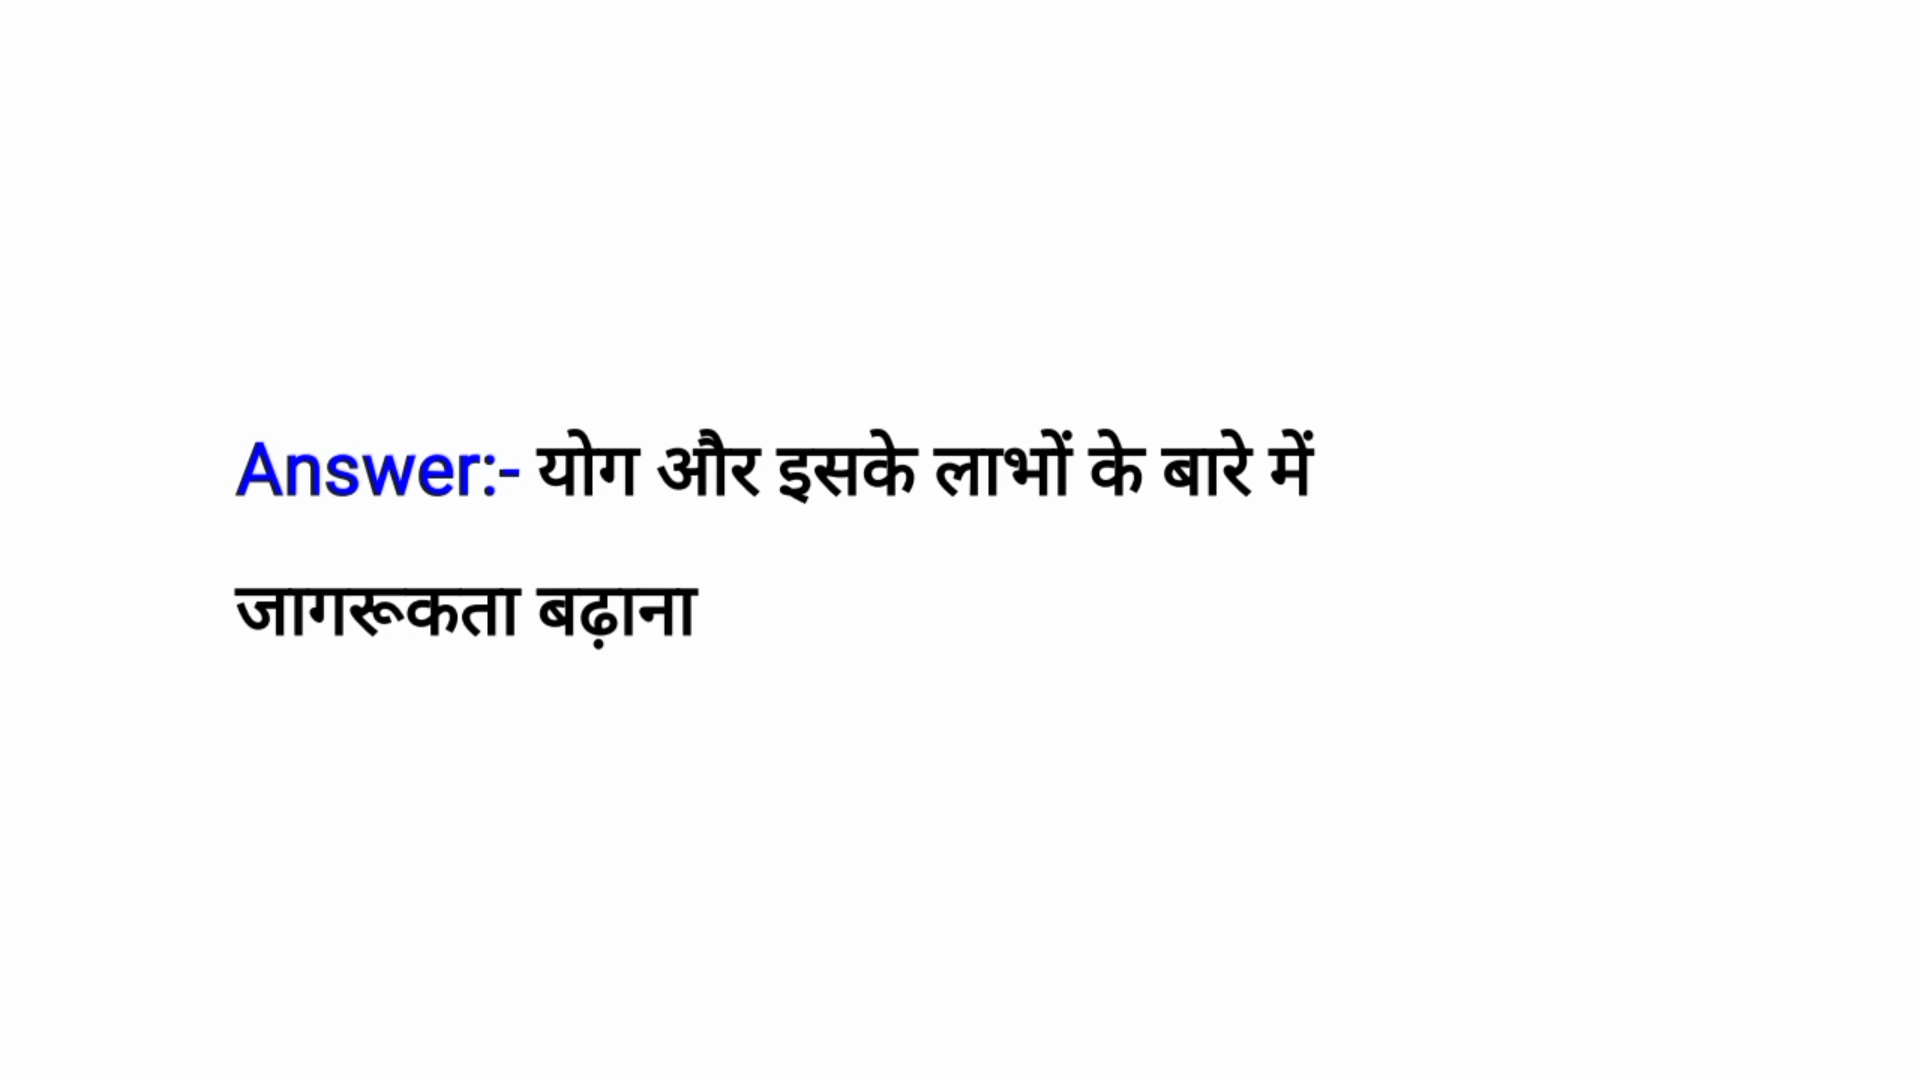 Answer:- योग और इसके लाभों के बारे में
जागरूकता बढ़ाना